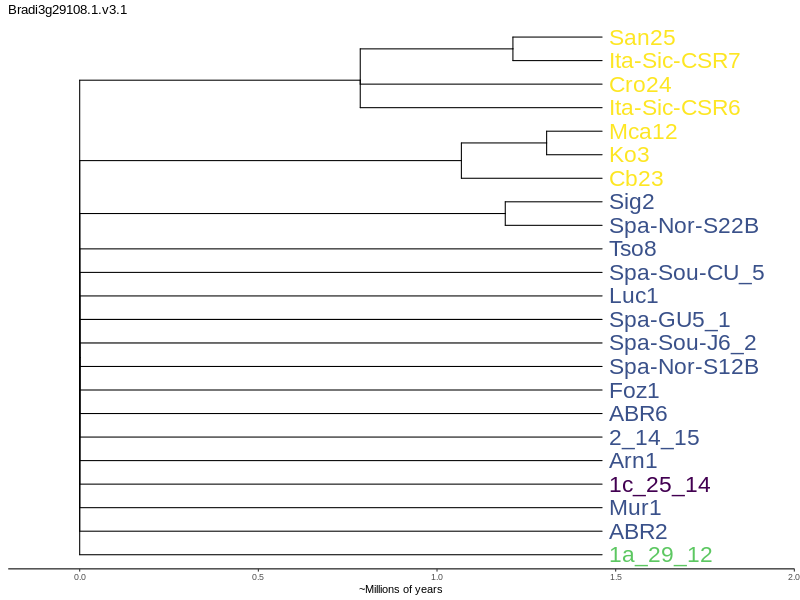 Bradi3g29108.1.v3.1
San25
Ita-Sic-CSR7
Cro24
Ita-Sic-CSR6
Mca12
Ko3
Cb23
Sig2
Spa-Nor-S22B
Tso8
Spa-Sou-CU_5
Luc1
Spa-GU5_1
Spa-Sou-J6_2
Spa-Nor-S12B
Foz1
ABR6
2_14_15
Arn1
1c_25_14
Mur1
ABR2
1a_29_12
0.0 0.5 1.0 1.5 2.0
~Millions of years